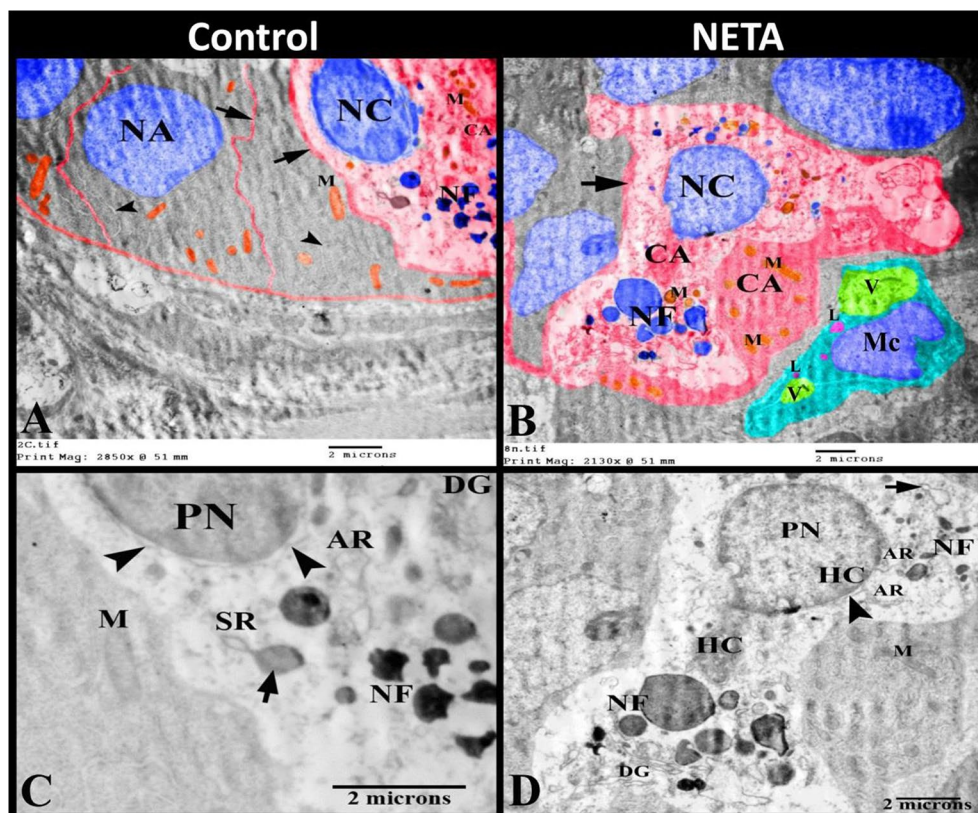 Control
NETA
NA
NC
M
CA
M
NF
A
2C.tif
Print Mag: 2850x @ 51 mm
2 microns
NC
CA
M
CA
M
NF
M
V
L
Mc
L
V
B
8n.tif
Print Mag: 2130x @ 51 mm
2 microns
DG
PN
AR
M
SR
NF
C
2 microns
PN
AR
NF
HC
AR
HC
M
NF
DG
D
2 microns